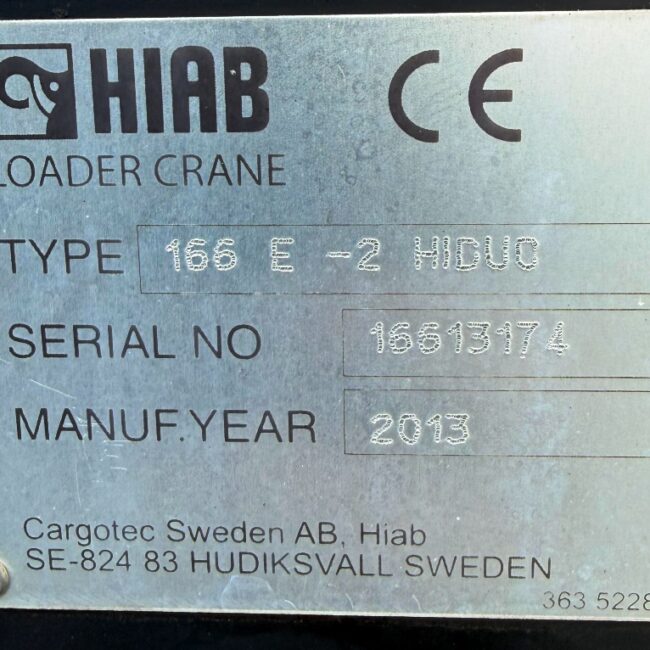 HIAB CE
LOADER CRANE
TYPE 166 E -2 HIDUO
SERIAL NO 16613174
MANUF.YEAR 2013
Cargotec Sweden AB, Hiab
SE-824 83 HUDIKSVALL SWEDEN
363 5228